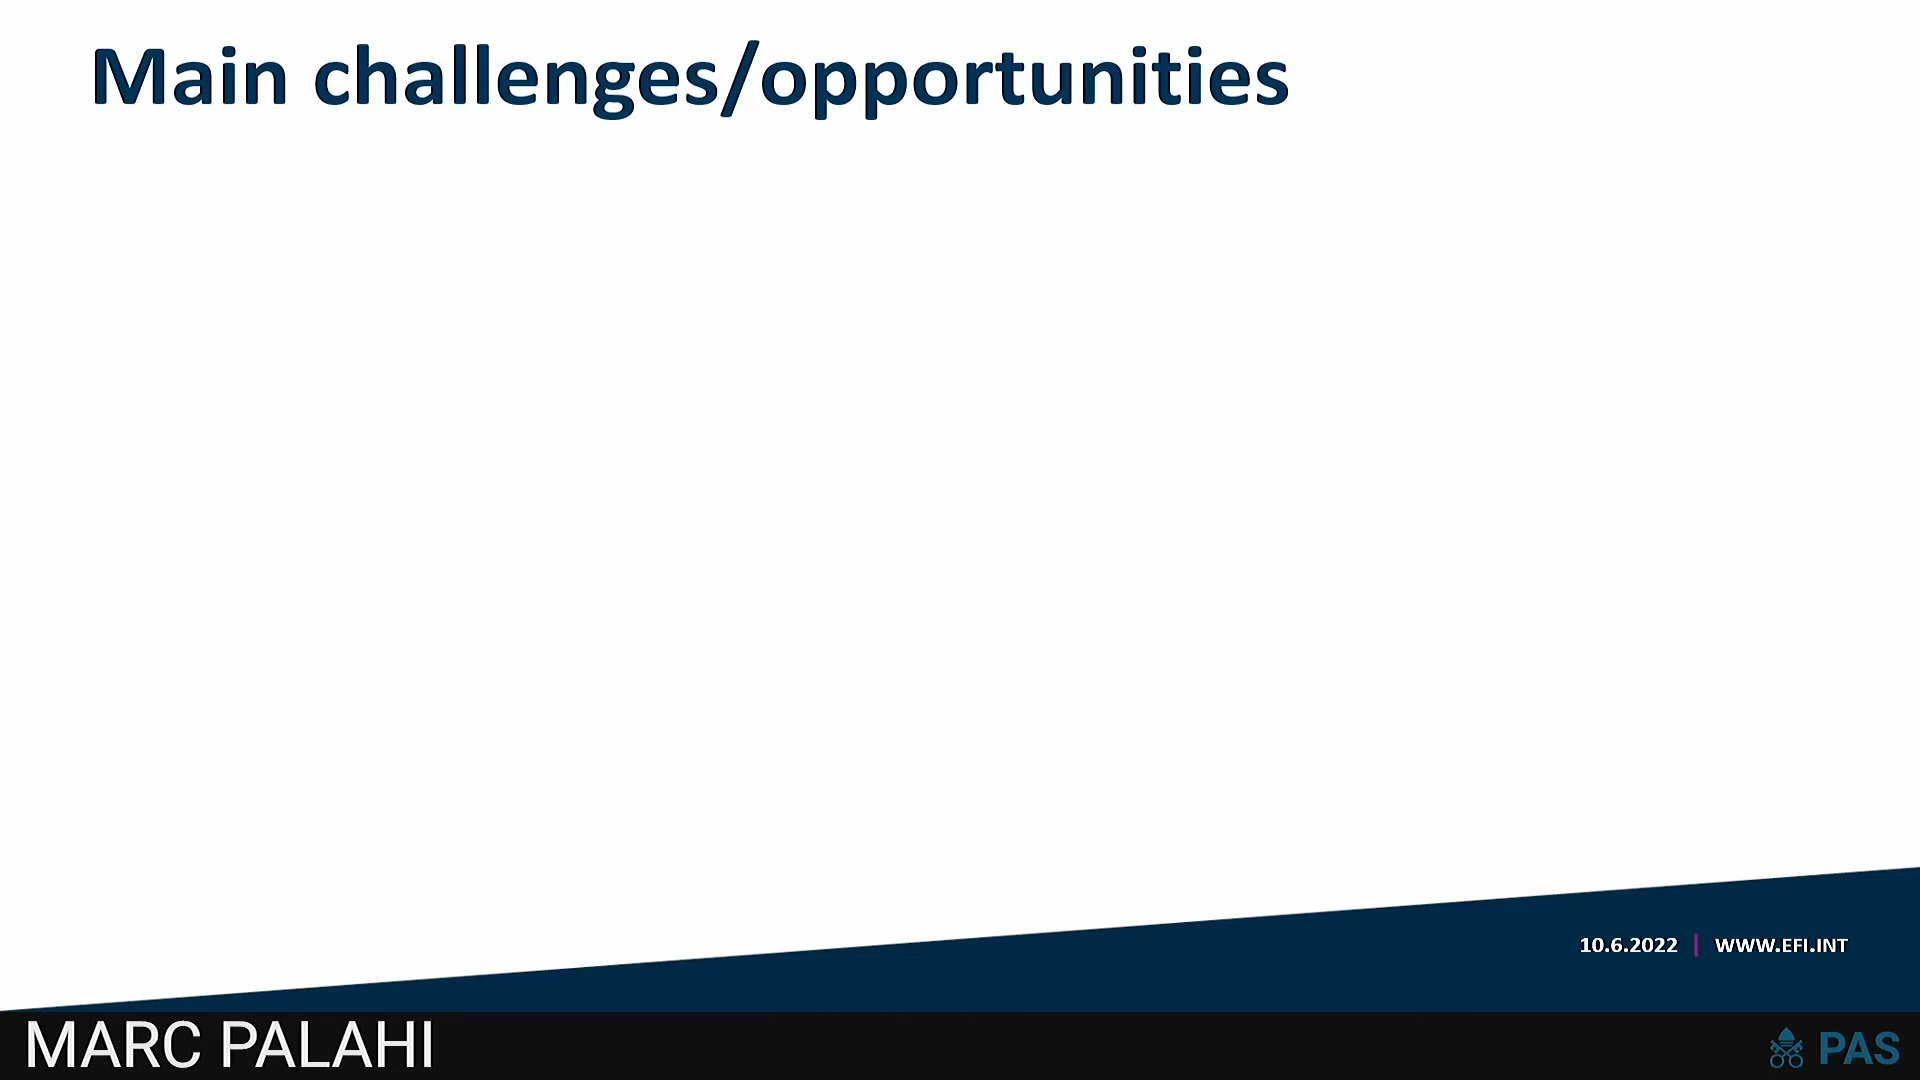 Main challenges/opportunities
10.6.2022 | WWW.EFI.INT
MARC PALAHI
PAS